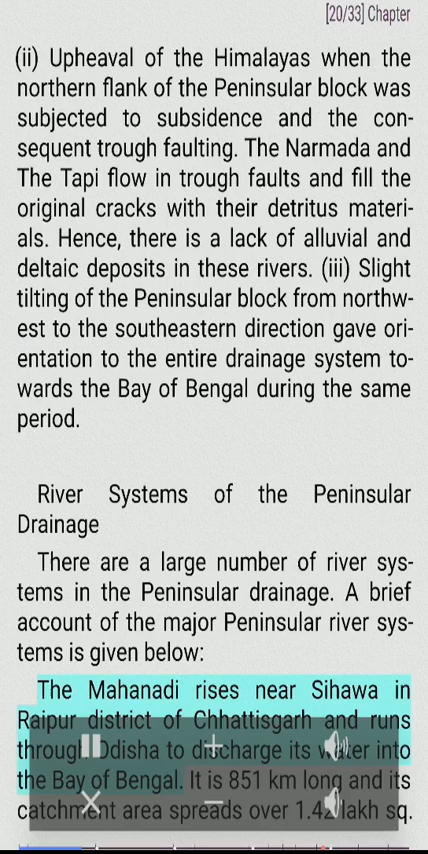 [20/33] Chapter
(ii) Upheaval of the Himalayas when the
northern flank of the Peninsular block was
subjected to subsidence and the con-
sequent trough faulting. The Narmada and
The Tapi flow in trough faults and fill the
original cracks with their detritus materi-
als. Hence, there is a lack of alluvial and
deltaic deposits in these rivers. (iii) Slight
tilting of the Peninsular block from northw-
est to the southeastern direction gave ori-
entation to the entire drainage system to-
wards the Bay of Bengal during the same
period.
River Systems of the Peninsular
Drainage
There are a large number of river sys-
tems in the Peninsular drainage. A brief
account of the major Peninsular river sys-
tems is given below:
The Mahanadi rises near Sihawa in
Raipur district of Chhattisgarh and runs
through Odisha to discharge its water into
the Bay of Bengal. It is 851 km long and its
catchment area spreads over 1.42 lakh sq.